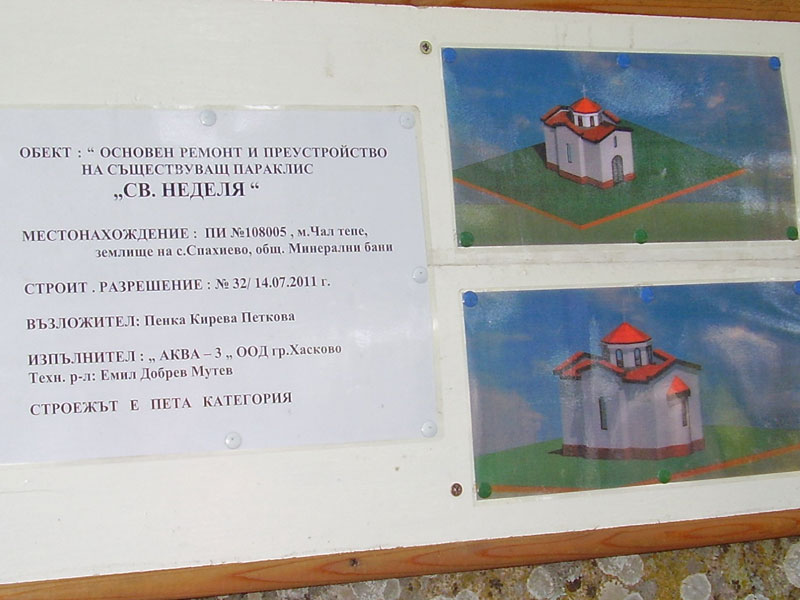 ОБЕКТ : “ ОСНОВЕН РЕМОНТ И ПРЕУСТРОЙСТВО
НА СЪЩЕСТВУВАЩ ПАРАКЛИС
„СВ. НЕДЕЛЯ “
МЕСТОНАХОЖДЕНИЕ : ПИ №108005 , м.Чал тепе,
землище на с.Спахиево, общ. Минерални бани
СТРОИТ . РАЗРЕШЕНИЕ : № 32/ 14.07.2011 г.
ВЪЗЛОЖИТЕЛ: Пенка Кирева Петкова
ИЗПЪЛНИТЕЛ : „ АКВА – 3 „ ООД гр.Хасково
Техн. р-л: Емил Добрев Мутев
СТРОЕЖЪТ Е ПЕТА КАТЕГОРИЯ